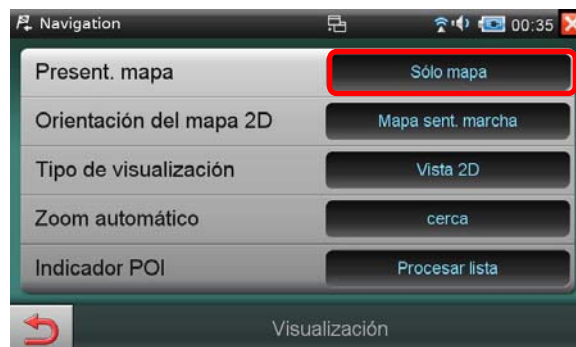 Navigation 00:35
Present. mapa Sólo mapa
Orientación del mapa 2D Mapa sent. marcha
Tipo de visualización Vista 2D
Zoom automático cerca
Indicador POI Procesar lista
Visualización